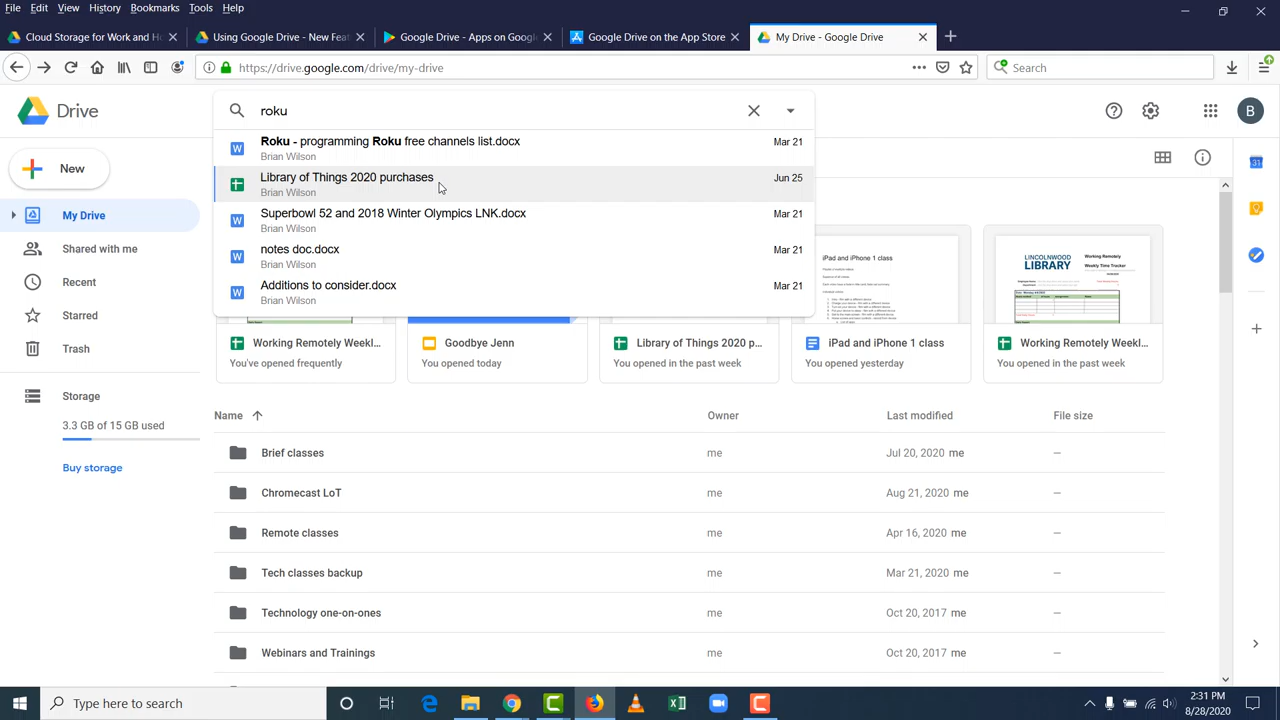 File Edit View History Bookmarks Tools Help
Cloud Storage for Work and H
Using Google Drive - New Feat
Google Drive - Apps on Google
Google Drive on the App Store
My Drive - Google Drive
https://drive.google.com/drive/my-drive
Search
Drive
roku
B
New
Roku - programming Roku free channels list.docx
Mar 21
Brian Wilson
Library of Things 2020 purchases
Jun 25
Brian Wilson
Superbowl 52 and 2018 Winter Olympics LNK.docx
Mar 21
Brian Wilson
notes doc.docx
Mar 21
Brian Wilson
Additions to consider.docx
Mar 21
Brian Wilson
My Drive
Shared with me
Recent
Starred
Trash
Storage
3.3 GB of 15 GB used
Buy storage
31
iPad and iPhone 1 class
LINCOLNWOOD
LIBRARY
Working Remotely
Weekly Time Tracker
Working Remotely Weekl...
You've opened frequently
Goodbye Jenn
You opened today
Library of Things 2020 p...
You opened in the past week
iPad and iPhone 1 class
You opened yesterday
Working Remotely Weekl...
You opened in the past week
Name Owner Last modified File size
Brief classes me Jul 20, 2020 me —
Chromecast LoT me Aug 21, 2020 me —
Remote classes me Apr 16, 2020 me —
Tech classes backup me Mar 21, 2020 me —
Technology one-on-ones me Oct 20, 2017 me —
Webinars and Trainings me Oct 20, 2017 me —
Type here to search
2:31 PM
8/28/2020